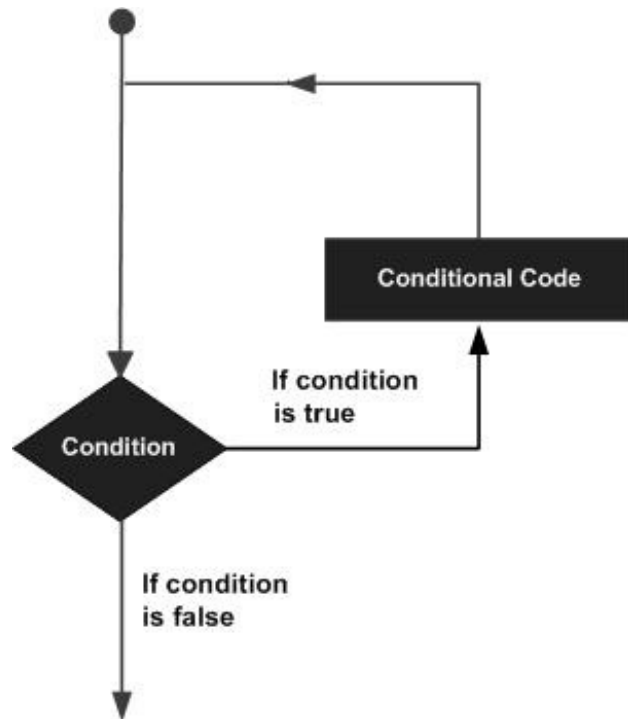 Conditional Code
If condition
is true
Condition
If condition
is false